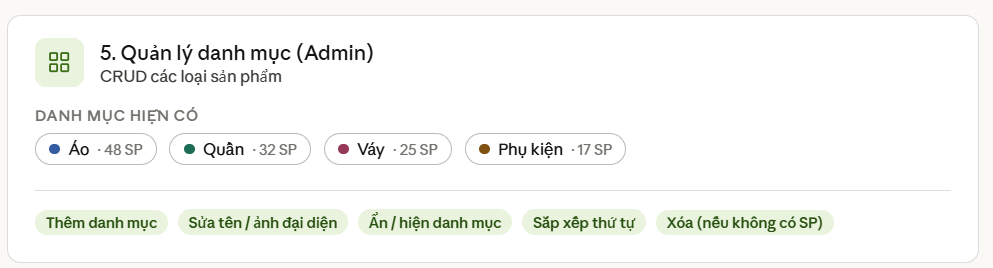 5. Quản lý danh mục (Admin)
CRUD các loại sản phẩm
DANH MỤC HIỆN CÓ
Áo · 48 SP Quần · 32 SP Váy · 25 SP Phụ kiện · 17 SP
Thêm danh mục Sửa tên / ảnh đại diện Ẩn / hiện danh mục Sắp xếp thứ tự Xóa (nếu không có SP)